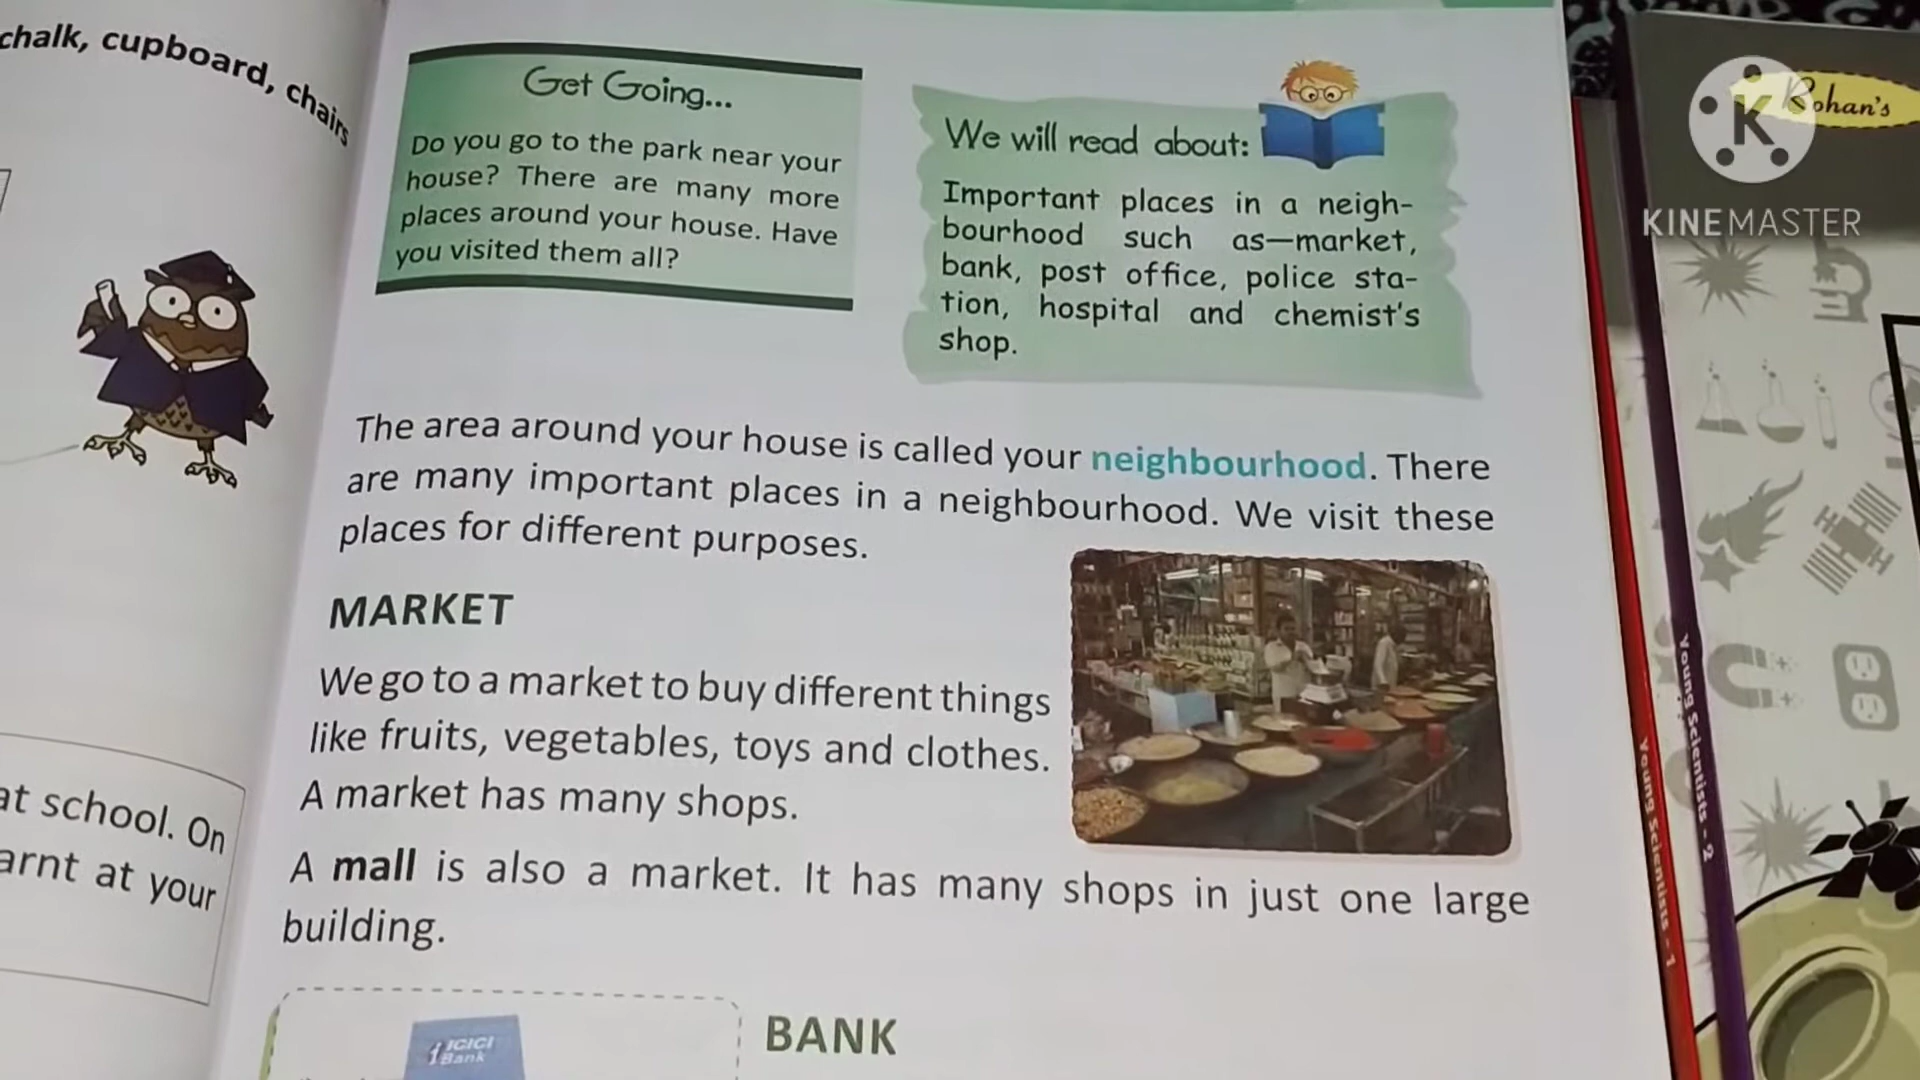 chalk, cupboard, chairs
at school. On
arnt at your
Get Going...
Do you go to the park near your
house? There are many more
places around your house. Have
you visited them all?
We will read about:
Important places in a neigh-
bourhood such as—market,
bank, post office, police sta-
tion, hospital and chemist's
shop.
The area around your house is called your neighbourhood. There
are many important places in a neighbourhood. We visit these
places for different purposes.
MARKET
We go to a market to buy different things
like fruits, vegetables, toys and clothes.
A market has many shops.
A mall is also a market. It has many shops in just one large
building.
ICICI
Bank
BANK
Young Scientists - 1
Young Scientists - 2
Rohan's
K
KINEMASTER